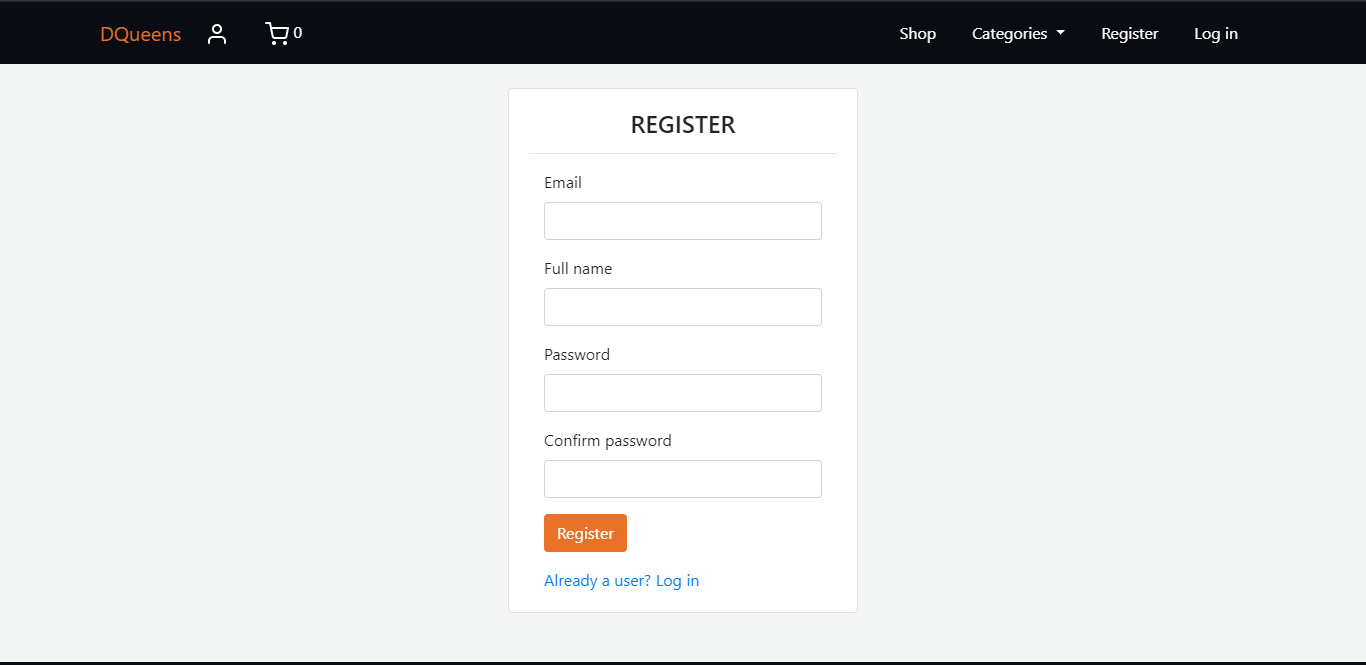 DQueens 0 Shop Categories Register Log in
REGISTER
Email
Full name
Password
Confirm password
Register
Already a user? Log in